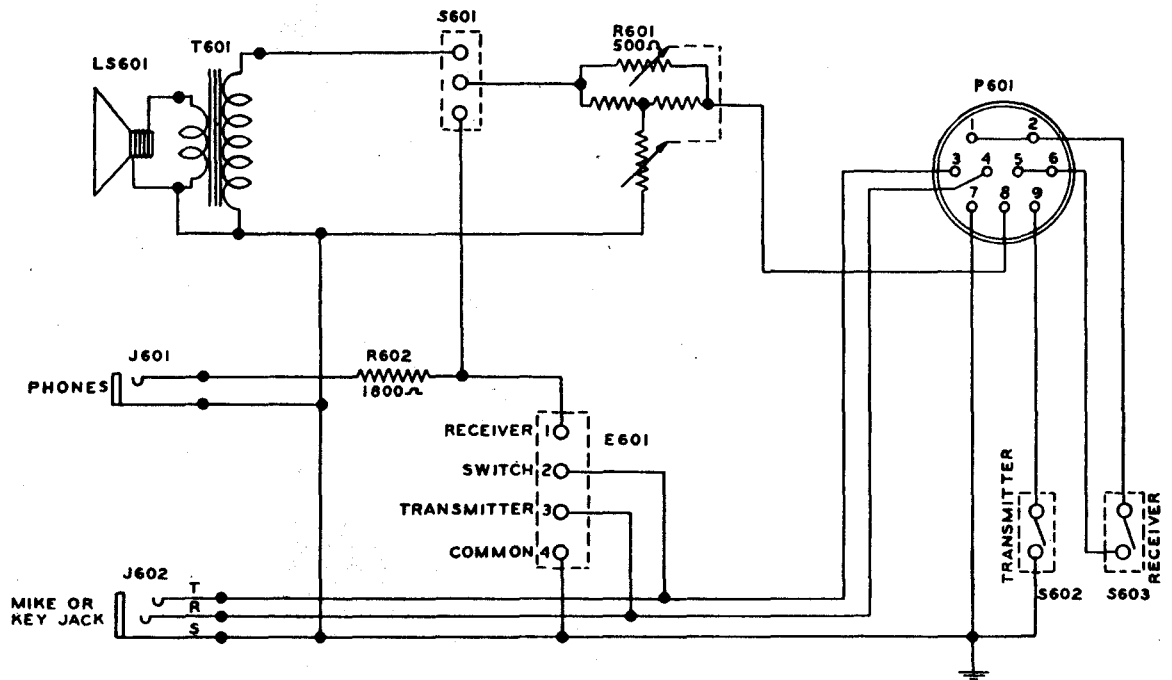 S601
R601
500Ω
T601
LS601
P601
1 2
3 4 5 6
7 8 9
J601
R602
PHONES
1800Ω
RECEIVER 1
E601
SWITCH 2
TRANSMITTER 3
COMMON 4
TRANSMITTER
RECEIVER
J602
T
MIKE OR
KEY JACK
R
S
S602
S603